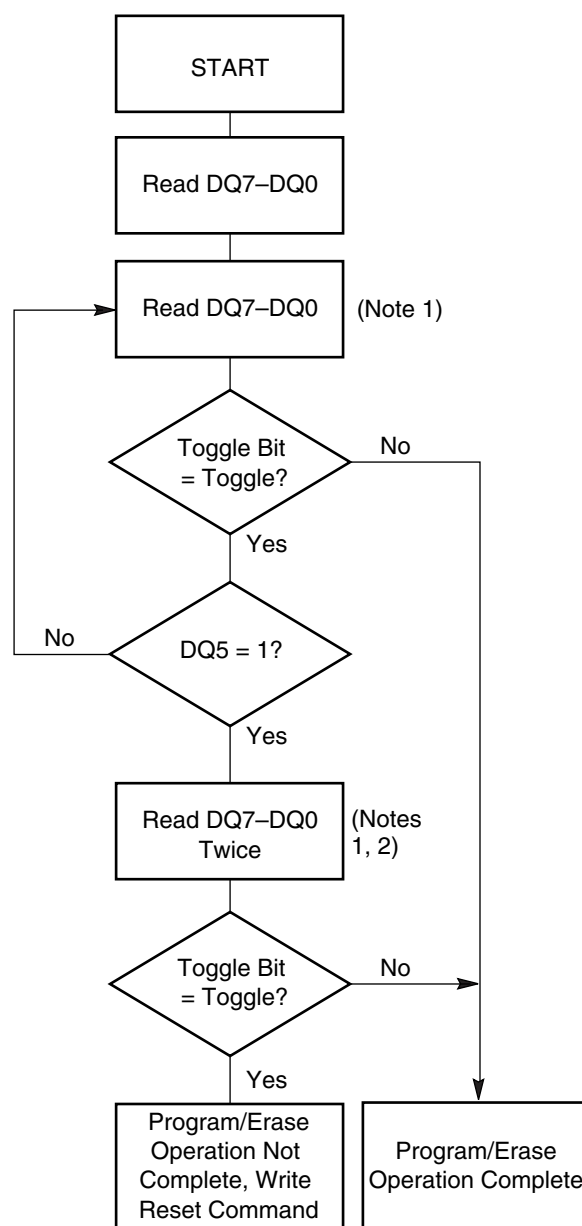 START
Read DQ7–DQ0
Read DQ7–DQ0
(Note 1)
Toggle Bit
= Toggle?
No
Yes
DQ5 = 1?
No
Yes
Read DQ7–DQ0
Twice
(Notes
1, 2)
Toggle Bit
= Toggle?
No
Yes
Program/Erase
Operation Not
Complete, Write
Reset Command
Program/Erase
Operation Complete